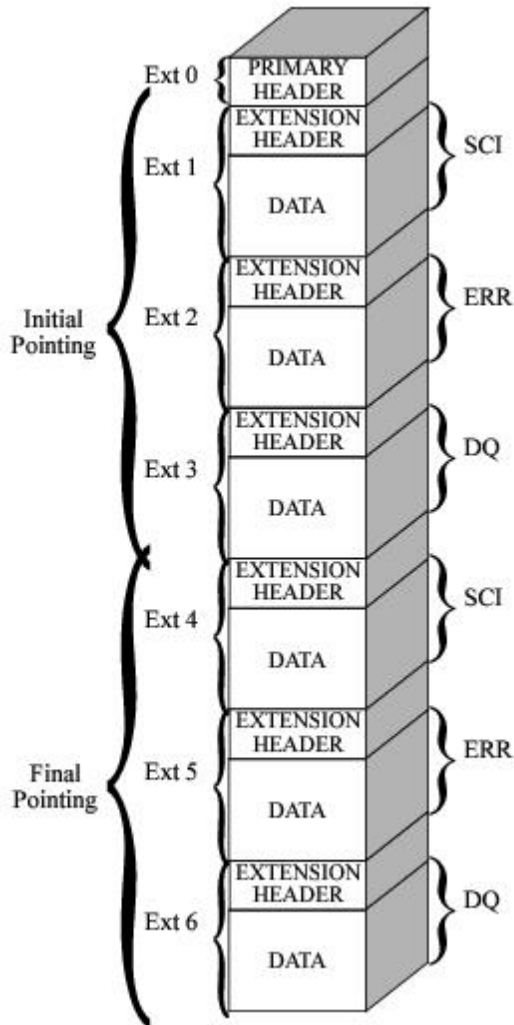 Ext 0
PRIMARY
HEADER
EXTENSION
HEADER
SCI
Ext 1
DATA
EXTENSION
HEADER
ERR
Initial
Pointing
Ext 2
DATA
EXTENSION
HEADER
DQ
Ext 3
DATA
EXTENSION
HEADER
SCI
Ext 4
DATA
EXTENSION
HEADER
ERR
Final
Pointing
Ext 5
DATA
EXTENSION
HEADER
DQ
Ext 6
DATA